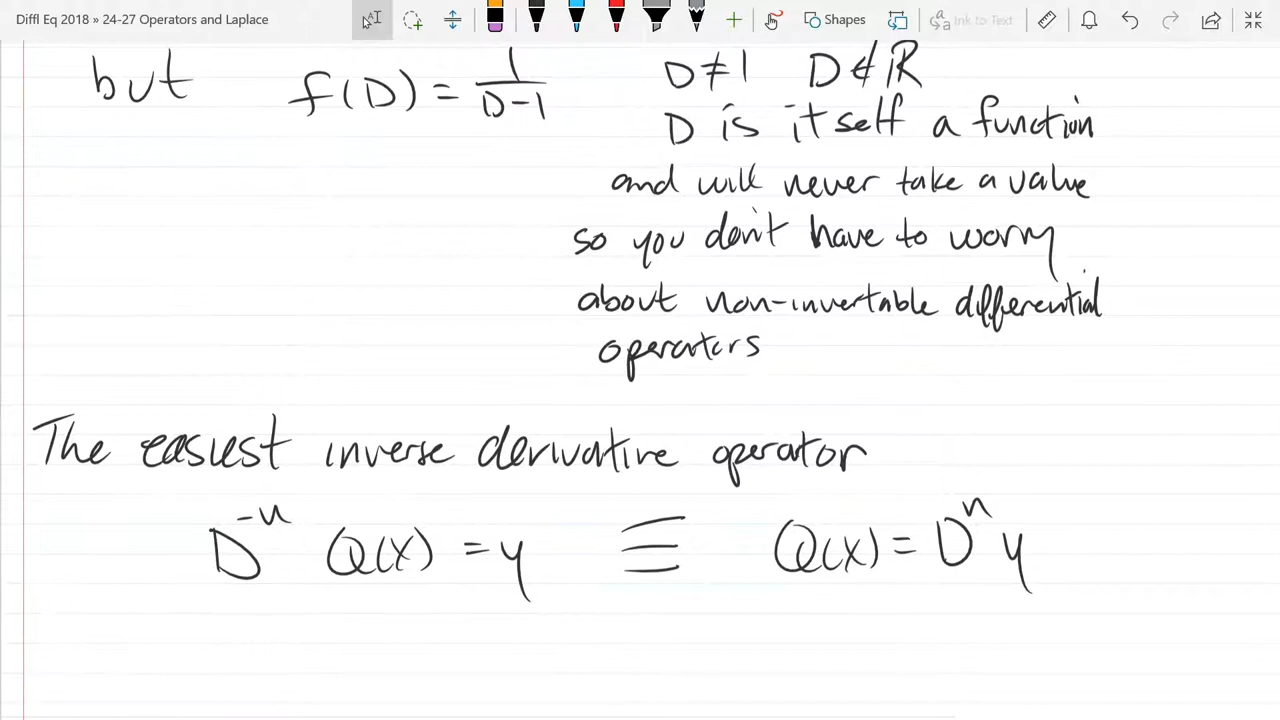 Diffl Eq 2018 » 24-27 Operators and Laplace
Shapes
Ink to Text
but f(D) = 1/(D-1) D≠1 D∉ℝ
D is itself a function
and will never take a value
so you don't have to worry
about non-invertable differential
operators
The easiest inverse derivative operator
D⁻ⁿ Q(x) = y ≡ Q(x) = Dⁿ y